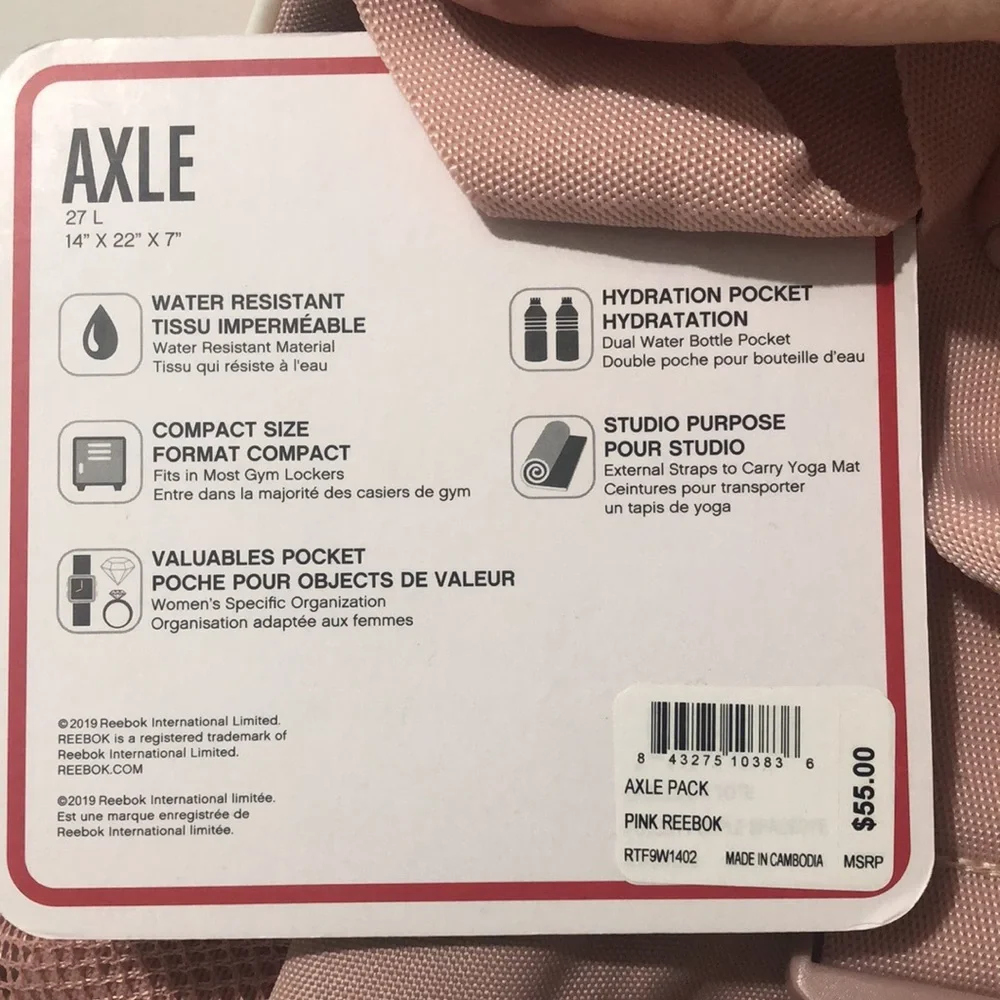 AXLE
27 L
14” X 22” X 7”
WATER RESISTANT
TISSU IMPERMÉABLE
Water Resistant Material
Tissu qui résiste à l'eau
COMPACT SIZE
FORMAT COMPACT
Fits in Most Gym Lockers
Entre dans la majorité des casiers de gym
VALUABLES POCKET
POCHE POUR OBJECTS DE VALEUR
Women's Specific Organization
Organisation adaptée aux femmes
HYDRATION POCKET
HYDRATATION
Dual Water Bottle Pocket
Double poche pour bouteille d'eau
STUDIO PURPOSE
POUR STUDIO
External Straps to Carry Yoga Mat
Ceintures pour transporter
un tapis de yoga
©2019 Reebok International Limited.
REEBOK is a registered trademark of
Reebok International Limited.
REEBOK.COM
©2019 Reebok International limitée.
Est une marque enregistrée de
Reebok International limitée.
8 43275 10383 6
AXLE PACK
PINK REEBOK
RTF9W1402 MADE IN CAMBODIA MSRP
$55.00